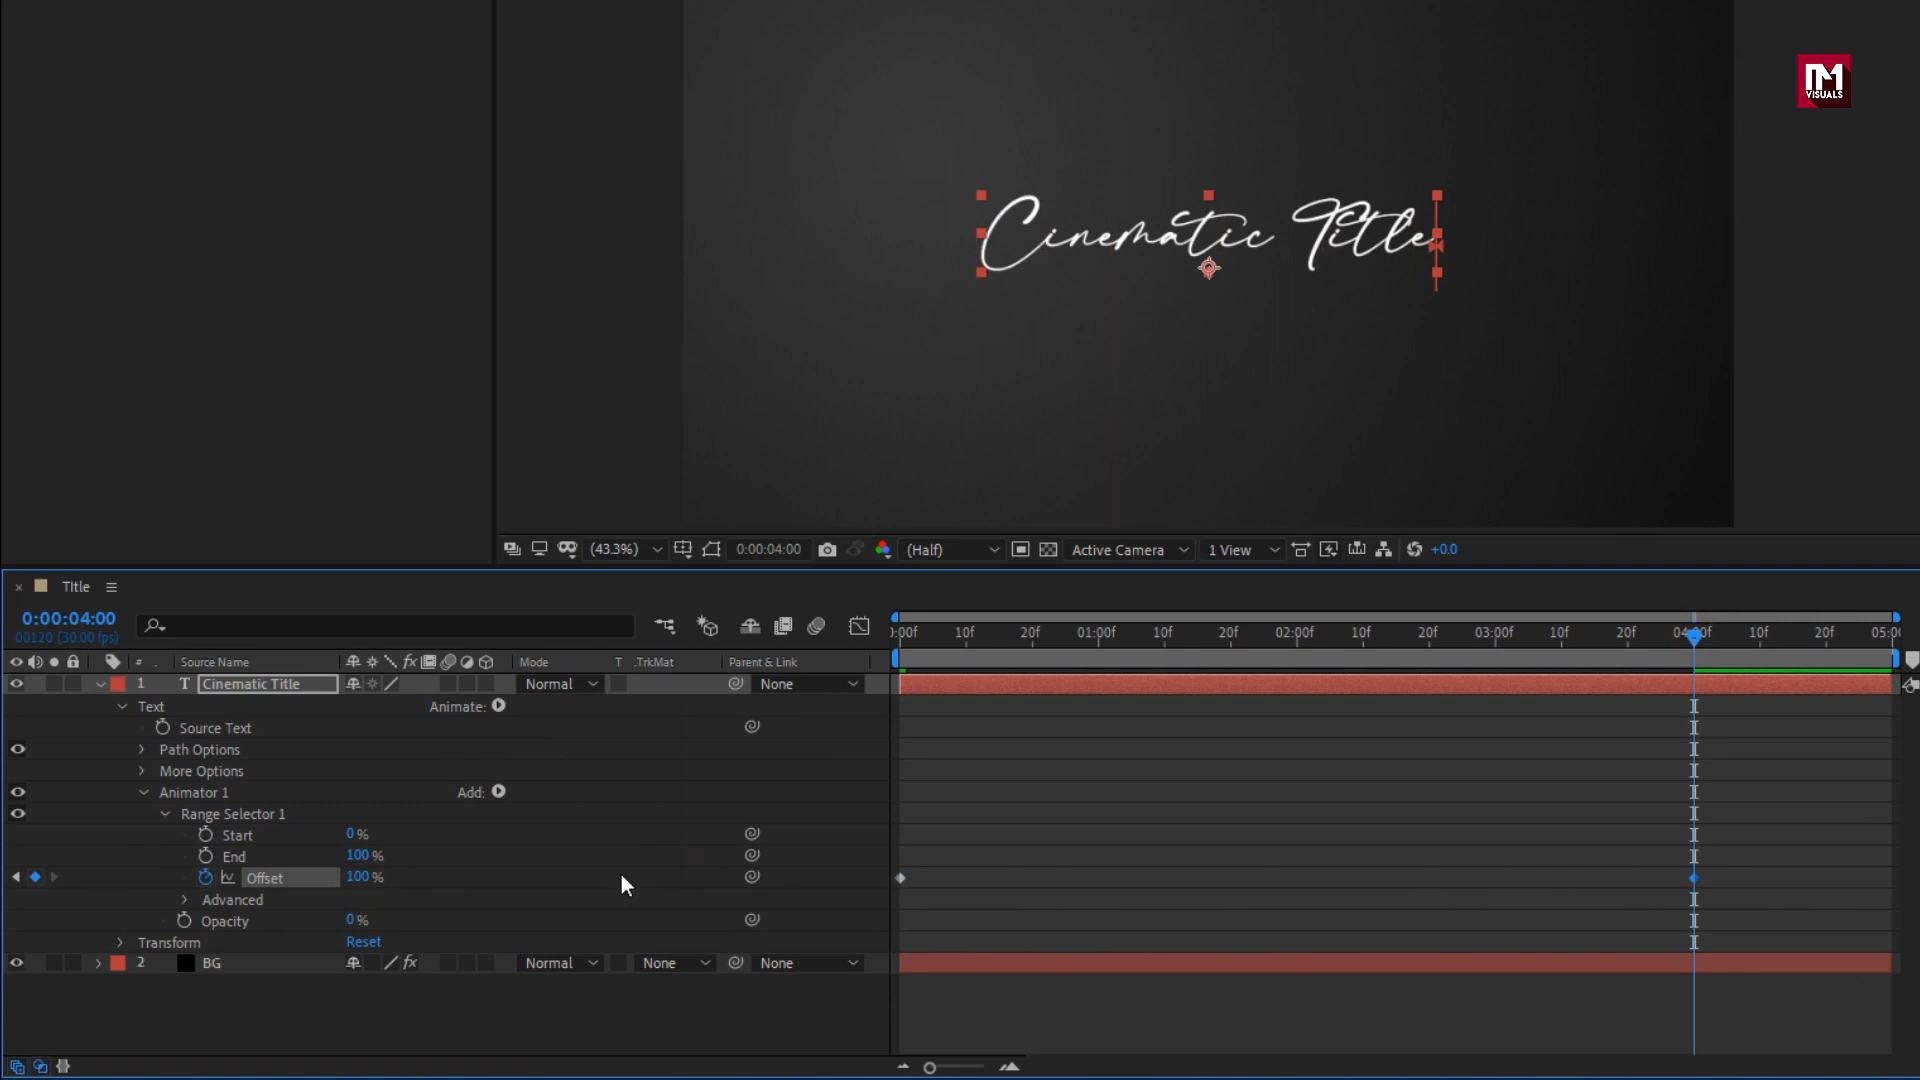 M
VISUALS
Cinematic Title
(43.3%) 0:00:04:00 (Half) Active Camera 1 View +0.0
TItle
0:00:04:00
00120 (30.00 fps)
:00f 10f 20f 01:00f 10f 20f 02:00f 10f 20f 03:00f 10f 20f 04:00f 10f 20f 05:00
# . Source Name fx Mode T .TrkMat Parent & Link
1 T Cinematic Title Normal None
Text Animate:
Source Text
Path Options
More Options
Animator 1 Add:
Range Selector 1
Start 0 %
End 100 %
Offset 100 %
Advanced
Opacity 0 %
Transform Reset
2 BG fx Normal None None